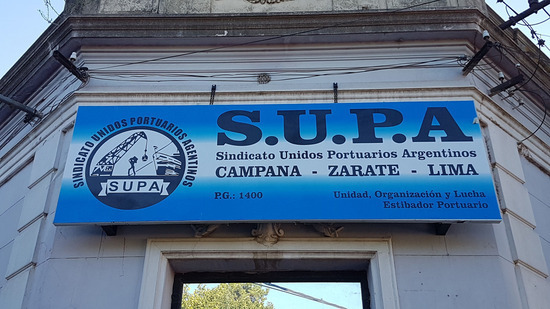 SINDICATO UNIDOS PORTUARIOS ARGENTINOS
SUPA
S.U.P.A
Sindicato Unidos Portuarios Argentinos
CAMPANA - ZARATE - LIMA
P.G.: 1400
Unidad, Organización y Lucha
Estibador Portuario